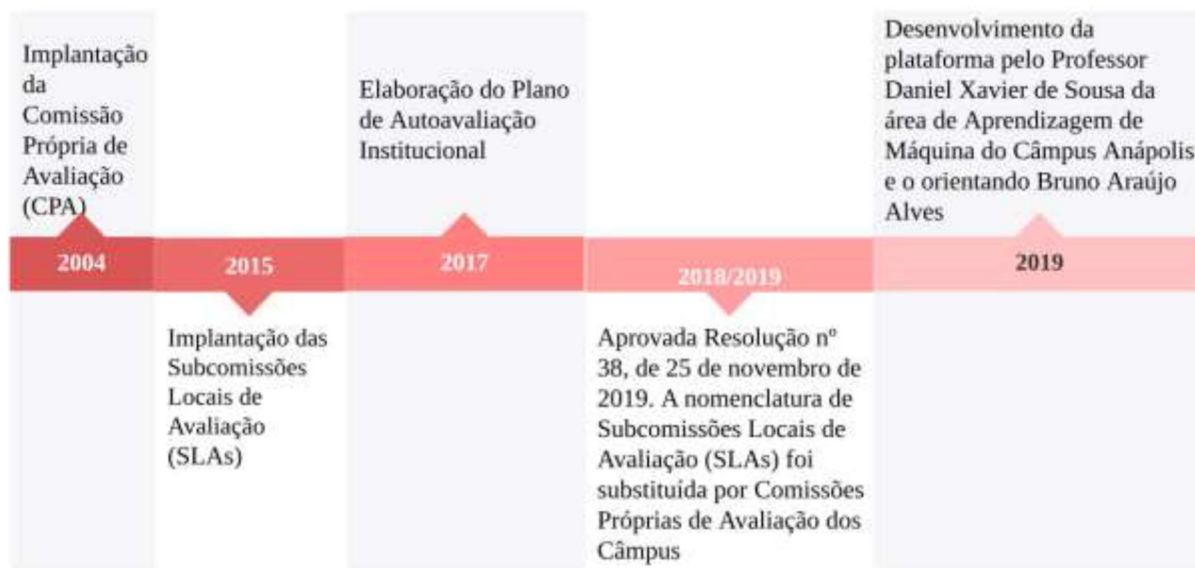 Implantação
da
Comissão
Própria de
Avaliação
(CPA)
2004
2015
Implantação das
Subcomissões
Locais de
Avaliação
(SLAs)
Elaboração do Plano
de Autoavaliação
Institucional
2017
2018/2019
Aprovada Resolução nº
38, de 25 de novembro de
2019. A nomenclatura de
Subcomissões Locais de
Avaliação (SLAs) foi
substituída por Comissões
Próprias de Avaliação dos
Câmpus
Desenvolvimento da
plataforma pelo Professor
Daniel Xavier de Sousa da
área de Aprendizagem de
Máquina do Câmpus Anápolis
e o orientando Bruno Araújo
Alves
2019